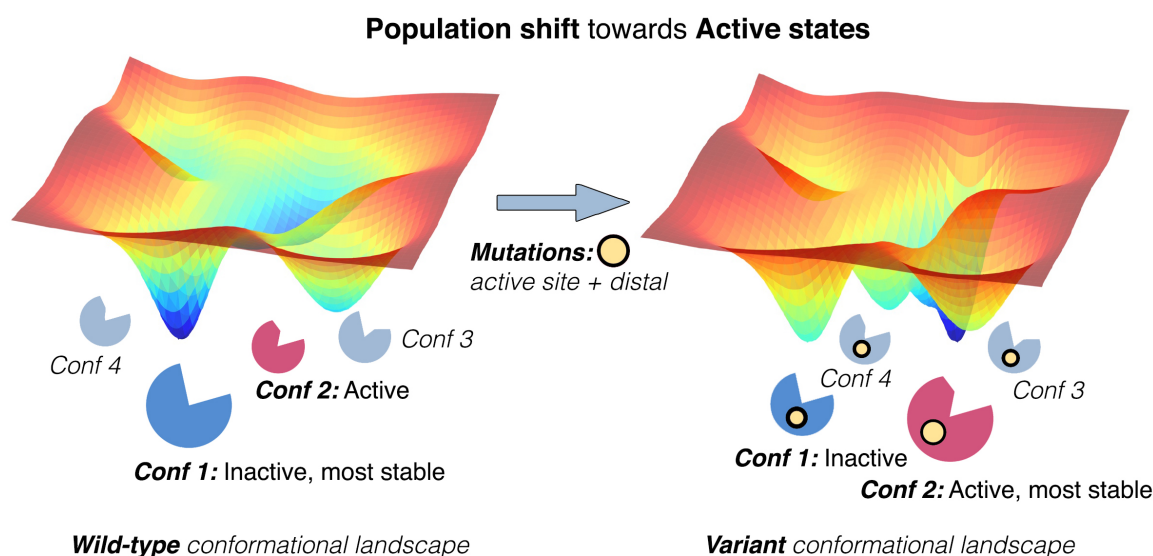 Population shift towards Active states
Mutations:
active site + distal
Conf 4
Conf 3
Conf 2: Active
Conf 1: Inactive, most stable
Wild-type conformational landscape
Conf 4
Conf 3
Conf 1: Inactive
Conf 2: Active, most stable
Variant conformational landscape